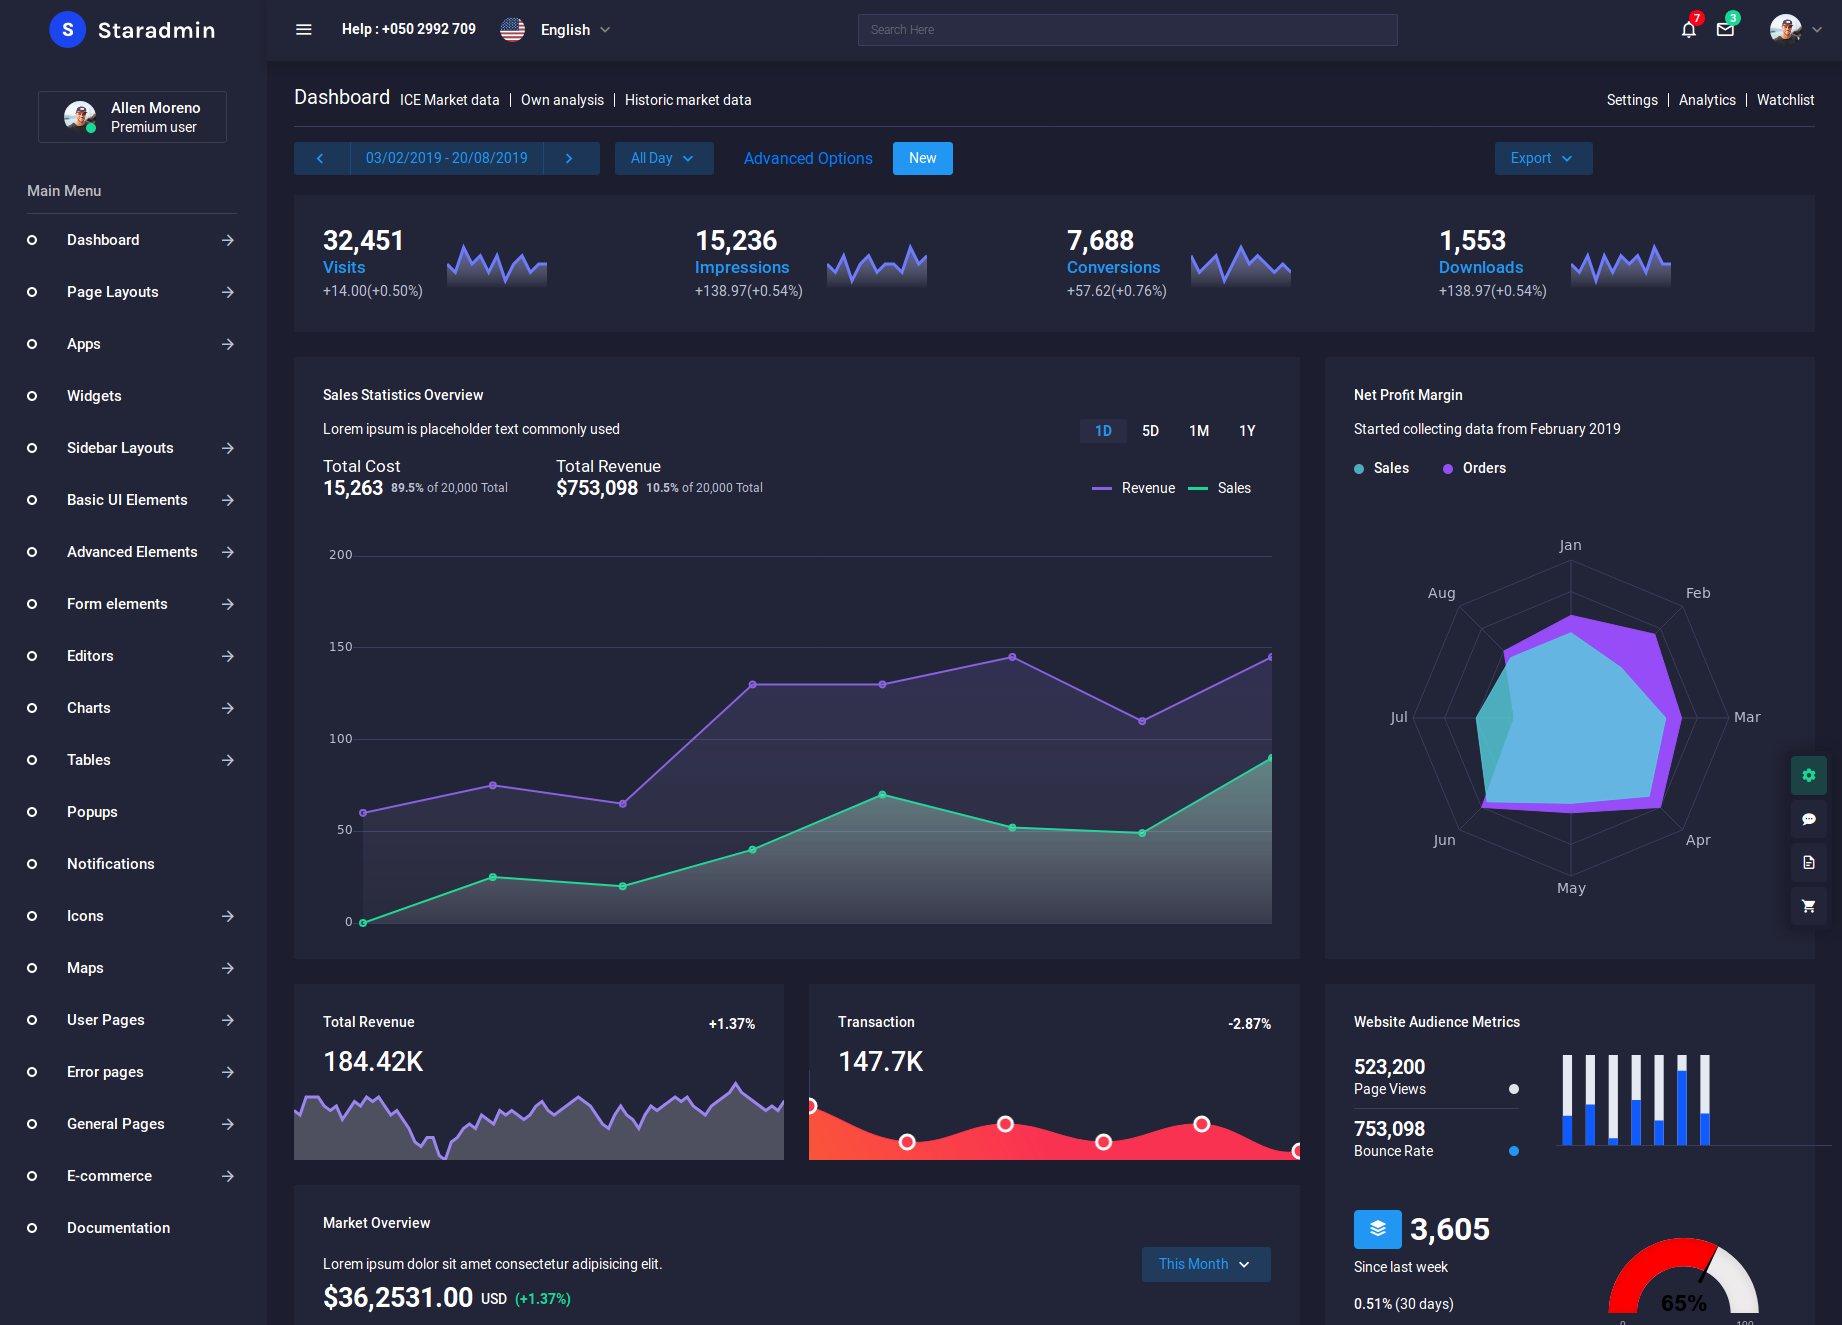 S Staradmin
Help : +050 2992 709
English
Search Here
7
3
Allen Moreno
Premium user
Main Menu
Dashboard
Page Layouts
Apps
Widgets
Sidebar Layouts
Basic UI Elements
Advanced Elements
Form elements
Editors
Charts
Tables
Popups
Notifications
Icons
Maps
User Pages
Error pages
General Pages
E-commerce
Documentation
Dashboard ICE Market data Own analysis Historic market data
Settings Analytics Watchlist
03/02/2019 - 20/08/2019 All Day Advanced Options New Export
32,451
Visits
+14.00(+0.50%)
15,236
Impressions
+138.97(+0.54%)
7,688
Conversions
+57.62(+0.76%)
1,553
Downloads
+138.97(+0.54%)
Sales Statistics Overview
Lorem ipsum is placeholder text commonly used
1D 5D 1M 1Y
Total Cost
15,263 89.5% of 20,000 Total
Total Revenue
$753,098 10.5% of 20,000 Total
Revenue Sales
200
150
100
50
0
Net Profit Margin
Started collecting data from February 2019
Sales Orders
Jan
Feb
Mar
Apr
May
Jun
Jul
Aug
Total Revenue +1.37%
184.42K
Transaction -2.87%
147.7K
Website Audience Metrics
523,200
Page Views
753,098
Bounce Rate
Market Overview
Lorem ipsum dolor sit amet consectetur adipisicing elit.
$36,2531.00 USD (+1.37%)
This Month
3,605
Since last week
0.51% (30 days)
65%
0 100